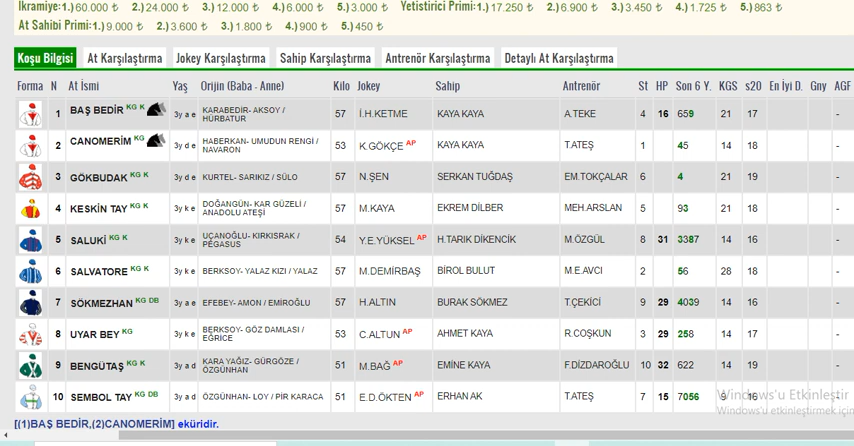 İkramiye:1.) 60.000 ₺ 2.) 24.000 ₺ 3.) 12.000 ₺ 4.) 6.000 ₺ 5.) 3.000 ₺ Yetistirici Primi:1.) 17.250 ₺ 2.) 6.900 ₺ 3.) 3.450 ₺ 4.) 1.725 ₺ 5.) 863 ₺
At Sahibi Primi:1.) 9.000 ₺ 2.) 3.600 ₺ 3.) 1.800 ₺ 4.) 900 ₺ 5.) 450 ₺
Koşu Bilgisi At Karşılaştırma Jokey Karşılaştırma Sahip Karşılaştırma Antrenör Karşılaştırma Detaylı At Karşılaştırma
Forma N At İsmi Yaş Orijin (Baba - Anne) Kilo Jokey Sahip Antrenör St HP Son 6 Y. KGS s20 En İyi D. Gny AGF
1 BAŞ BEDİR KG K 3y a e KARABEDİR- AKSOY / HÜRBATUR 57 İ.H.KETME KAYA KAYA A.TEKE 4 16 659 21 17 -
2 CANOMERİM KG 3y d e HABERKAN- UMUDUN RENGİ / NAVARON 53 K.GÖKÇE AP KAYA KAYA T.ATEŞ 1 45 14 18 -
3 GÖKBUDAK KG K 3y d e KURTEL- SARIKIZ / SÜLO 57 N.ŞEN SERKAN TUĞDAŞ EM.TOKÇALAR 6 4 21 19 -
4 KESKİN TAY KG K 3y k e DOĞANGÜN- KAR GÜZELİ / ANADOLU ATEŞİ 57 M.KAYA EKREM DİLBER MEH.ARSLAN 5 93 21 18 -
5 SALUKİ KG K 3y k e UÇANOĞLU- KIRKISRAK / PEGASUS 54 Y.E.YÜKSEL AP H.TARIK DİKENCİK M.ÖZGÜL 8 31 3387 14 16 -
6 SALVATORE KG K 3y k e BERKSOY- YALAZ KIZI / YALAZ 57 M.DEMİRBAŞ BİROL BULUT M.E.AVCI 2 56 28 18 -
7 SÖKMEZHAN KG DB 3y a e EFEBEY- AMON / EMİROĞLU 57 H.ALTIN BURAK SÖKMEZ T.ÇEKİCİ 9 29 4039 14 16 -
8 UYAR BEY KG 3y k e BERKSOY- GÖZ DAMLASI / EĞRİCE 53 C.ALTUN AP AHMET KAYA R.COŞKUN 3 29 258 14 17 -
9 BENGÜTAŞ KG K 3y a d KARA YAĞIZ- GÜRGÖZE / ÖZGÜNHAN 51 M.BAĞ AP EMİNE KAYA F.DİZDAROĞLU 10 32 622 14 19 -
10 SEMBOL TAY KG DB 3y a d ÖZGÜNHAN- LOY / PİR KARACA 51 E.D.ÖKTEN AP ERHAN AK T.ATEŞ 7 15 7056 9 16 -
Windows'u Etkinleştir
Windows'u etkinleştirmek için
[(1)BAŞ BEDİR,(2)CANOMERİM] eküridir.